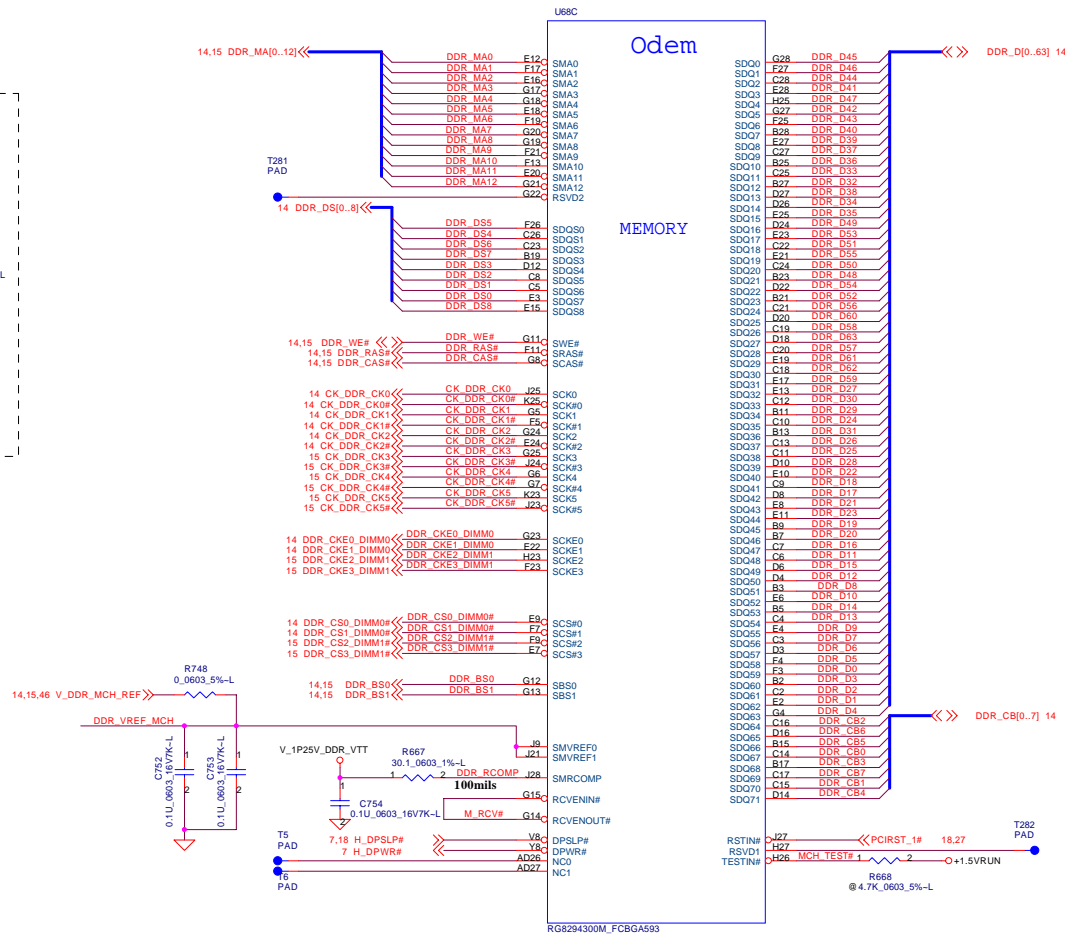 U68C
Odem
MEMORY
14,15 DDR_MA[0..12]
DDR_MA0 E12 SMA0
DDR_MA1 F17 SMA1
DDR_MA2 E16 SMA2
DDR_MA3 G17 SMA3
DDR_MA4 G18 SMA4
DDR_MA5 E18 SMA5
DDR_MA6 F19 SMA6
DDR_MA7 G20 SMA7
DDR_MA8 G19 SMA8
DDR_MA9 F21 SMA9
DDR_MA10 F13 SMA10
DDR_MA11 E20 SMA11
DDR_MA12 G21 SMA12
T281
PAD
G22 RSVD2
14 DDR_DS[0..8]
DDR_DS5 F26 SDQS0
DDR_DS4 C26 SDQS1
DDR_DS6 C23 SDQS2
DDR_DS7 B19 SDQS3
DDR_DS3 D12 SDQS4
DDR_DS2 C8 SDQS5
DDR_DS1 C5 SDQS6
DDR_DS0 E3 SDQS7
DDR_DS8 E15 SDQS8
L
14,15 DDR_WE# DDR_WE# G11 SWE#
14,15 DDR_RAS# DDR_RAS# F11 SRAS#
14,15 DDR_CAS# DDR_CAS# G8 SCAS#
14 CK_DDR_CK0 CK_DDR_CK0 J25 SCK0
14 CK_DDR_CK0# CK_DDR_CK0# K25 SCK#0
14 CK_DDR_CK1 CK_DDR_CK1 G5 SCK1
14 CK_DDR_CK1# CK_DDR_CK1# F5 SCK#1
14 CK_DDR_CK2 CK_DDR_CK2 G24 SCK2
14 CK_DDR_CK2# CK_DDR_CK2# E24 SCK#2
15 CK_DDR_CK3 CK_DDR_CK3 G25 SCK3
15 CK_DDR_CK3# CK_DDR_CK3# J24 SCK#3
15 CK_DDR_CK4 CK_DDR_CK4 G6 SCK4
15 CK_DDR_CK4# CK_DDR_CK4# G7 SCK#4
15 CK_DDR_CK5 CK_DDR_CK5 K23 SCK5
15 CK_DDR_CK5# CK_DDR_CK5# J23 SCK#5
14 DDR_CKE0_DIMM0 DDR_CKE0_DIMM0 G23 SCKE0
14 DDR_CKE1_DIMM0 DDR_CKE1_DIMM0 E22 SCKE1
15 DDR_CKE2_DIMM1 DDR_CKE2_DIMM1 H23 SCKE2
15 DDR_CKE3_DIMM1 DDR_CKE3_DIMM1 F23 SCKE3
14 DDR_CS0_DIMM0# DDR_CS0_DIMM0# E9 SCS#0
14 DDR_CS1_DIMM0# DDR_CS1_DIMM0# F7 SCS#1
15 DDR_CS2_DIMM1# DDR_CS2_DIMM1# F9 SCS#2
15 DDR_CS3_DIMM1# DDR_CS3_DIMM1# E7 SCS#3
14,15 DDR_BS0 DDR_BS0 G12 SBS0
14,15 DDR_BS1 DDR_BS1 G13 SBS1
R748
0_0603_5%~L
14,15,46 V_DDR_MCH_REF
DDR_VREF_MCH
J9 SMVREF0
J21 SMVREF1
C752
0.1U_0603_16V7K~L
1
2
C753
0.1U_0603_16V7K~L
1
2
V_1P25V_DDR_VTT
R667
30.1_0603_1%~L
1 2 DDR_RCOMP J28 SMRCOMP
100mils
1
C754
0.1U_0603_16V7K~L
2
G15 RCVENIN#
M_RCV# G14 RCVENOUT#
7,18 H_DPSLP# V8 DPSLP#
7 H_DPWR# Y8 DPWR#
T5
PAD
AD26 NC0
AD27 NC1
T6
PAD
DDR_D[0..63] 14
SDQ0 G28 DDR_D45
SDQ1 F27 DDR_D46
SDQ2 C28 DDR_D44
SDQ3 E28 DDR_D41
SDQ4 H25 DDR_D47
SDQ5 G27 DDR_D42
SDQ6 F25 DDR_D43
SDQ7 B28 DDR_D40
SDQ8 E27 DDR_D39
SDQ9 C27 DDR_D37
SDQ10 B25 DDR_D36
SDQ11 C25 DDR_D33
SDQ12 B27 DDR_D32
SDQ13 D27 DDR_D38
SDQ14 D26 DDR_D34
SDQ15 E25 DDR_D35
SDQ16 D24 DDR_D49
SDQ17 E23 DDR_D53
SDQ18 C22 DDR_D51
SDQ19 E21 DDR_D55
SDQ20 C24 DDR_D50
SDQ21 B23 DDR_D48
SDQ22 D22 DDR_D54
SDQ23 B21 DDR_D52
SDQ24 C21 DDR_D56
SDQ25 D20 DDR_D60
SDQ26 C19 DDR_D58
SDQ27 D18 DDR_D63
SDQ28 C20 DDR_D57
SDQ29 E19 DDR_D61
SDQ30 C18 DDR_D62
SDQ31 E17 DDR_D59
SDQ32 E13 DDR_D27
SDQ33 C12 DDR_D30
SDQ34 B11 DDR_D29
SDQ35 C10 DDR_D24
SDQ36 B13 DDR_D31
SDQ37 C13 DDR_D26
SDQ38 C11 DDR_D25
SDQ39 D10 DDR_D28
SDQ40 E10 DDR_D22
SDQ41 C9 DDR_D18
SDQ42 D8 DDR_D17
SDQ43 E8 DDR_D21
SDQ44 E11 DDR_D23
SDQ45 B9 DDR_D19
SDQ46 B7 DDR_D20
SDQ47 C7 DDR_D16
SDQ48 C6 DDR_D11
SDQ49 D6 DDR_D15
SDQ50 D4 DDR_D12
SDQ51 B3 DDR_D8
SDQ52 E6 DDR_D10
SDQ53 B5 DDR_D14
SDQ54 C4 DDR_D13
SDQ55 E4 DDR_D9
SDQ56 C3 DDR_D7
SDQ57 D3 DDR_D6
SDQ58 F4 DDR_D5
SDQ59 F3 DDR_D0
SDQ60 B2 DDR_D3
SDQ61 C2 DDR_D2
SDQ62 E2 DDR_D1
SDQ63 G4 DDR_D4
DDR_CB[0..7] 14
SDQ64 C16 DDR_CB2
SDQ65 D16 DDR_CB6
SDQ66 B15 DDR_CB5
SDQ67 C14 DDR_CB0
SDQ68 B17 DDR_CB3
SDQ69 C17 DDR_CB7
SDQ70 C15 DDR_CB1
SDQ71 D14 DDR_CB4
T282
PAD
RSTIN# J27 PCIRST_1# 18,27
RSVD1 H27
TESTIN# H26 MCH_TEST# 1 2 +1.5VRUN
R668
@ 4.7K_0603_5%~L
RG8294300M_FCBGA593